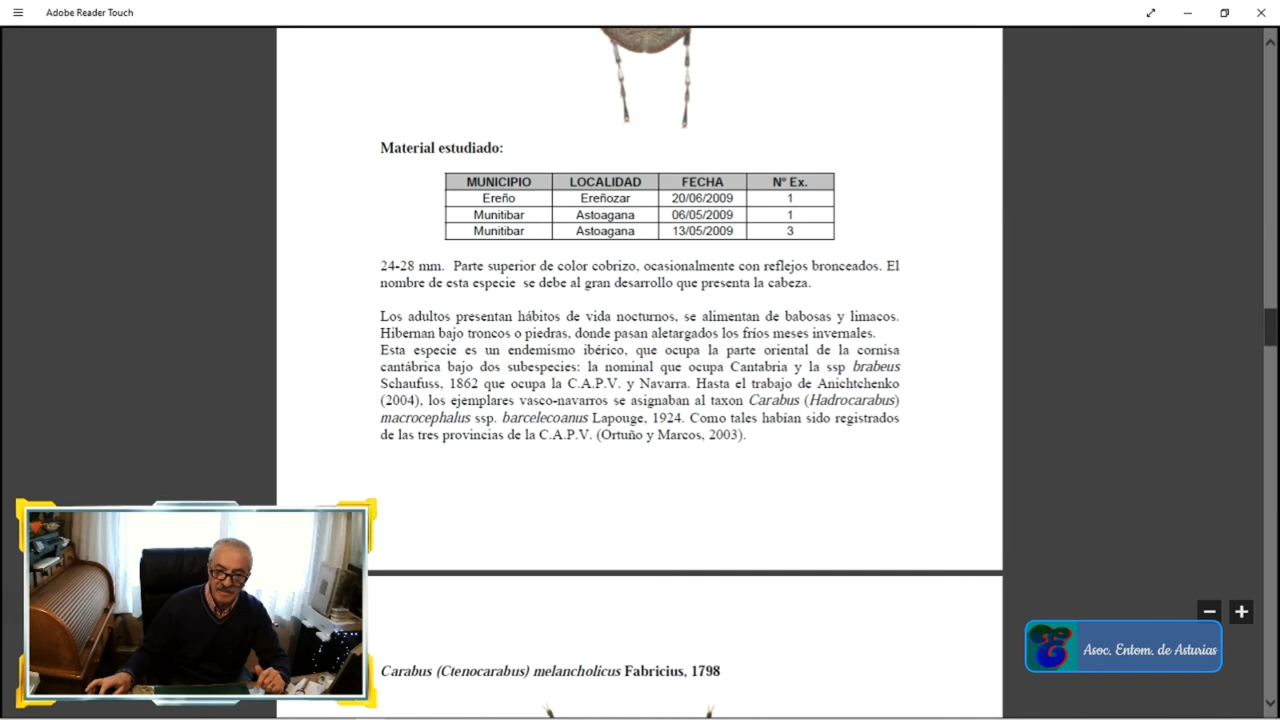 Adobe Reader Touch
Material estudiado:
MUNICIPIO LOCALIDAD FECHA Nº Ex.
Ereño Ereñozar 20/06/2009 1
Munitibar Astoagana 06/05/2009 1
Munitibar Astoagana 13/05/2009 3
24-28 mm. Parte superior de color cobrizo, ocasionalmente con reflejos bronceados. El
nombre de esta especie se debe al gran desarrollo que presenta la cabeza.
Los adultos presentan hábitos de vida nocturnos, se alimentan de babosas y limacos.
Hibernan bajo troncos o piedras, donde pasan aletargados los fríos meses invernales.
Esta especie es un endemismo ibérico, que ocupa la parte oriental de la cornisa
cantábrica bajo dos subespecies: la nominal que ocupa Cantabria y la ssp brabeus
Schaufuss, 1862 que ocupa la C.A.P.V. y Navarra. Hasta el trabajo de Anichtchenko
(2004), los ejemplares vasco-navarros se asignaban al taxon Carabus (Hadrocarabus)
macrocephalus ssp. barcelecoanus Lapouge, 1924. Como tales habían sido registrados
de las tres provincias de la C.A.P.V. (Ortuño y Marcos, 2003).
Asoc. Entom. de Asturias
Carabus (Ctenocarabus) melancholicus Fabricius, 1798